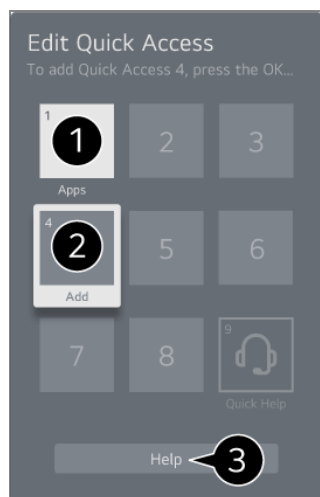 Edit Quick Access
To add Quick Access 4, press the OK...
1
1
2
3
Apps
4
2
5
6
Add
7
8
9
Quick Help
Help
3